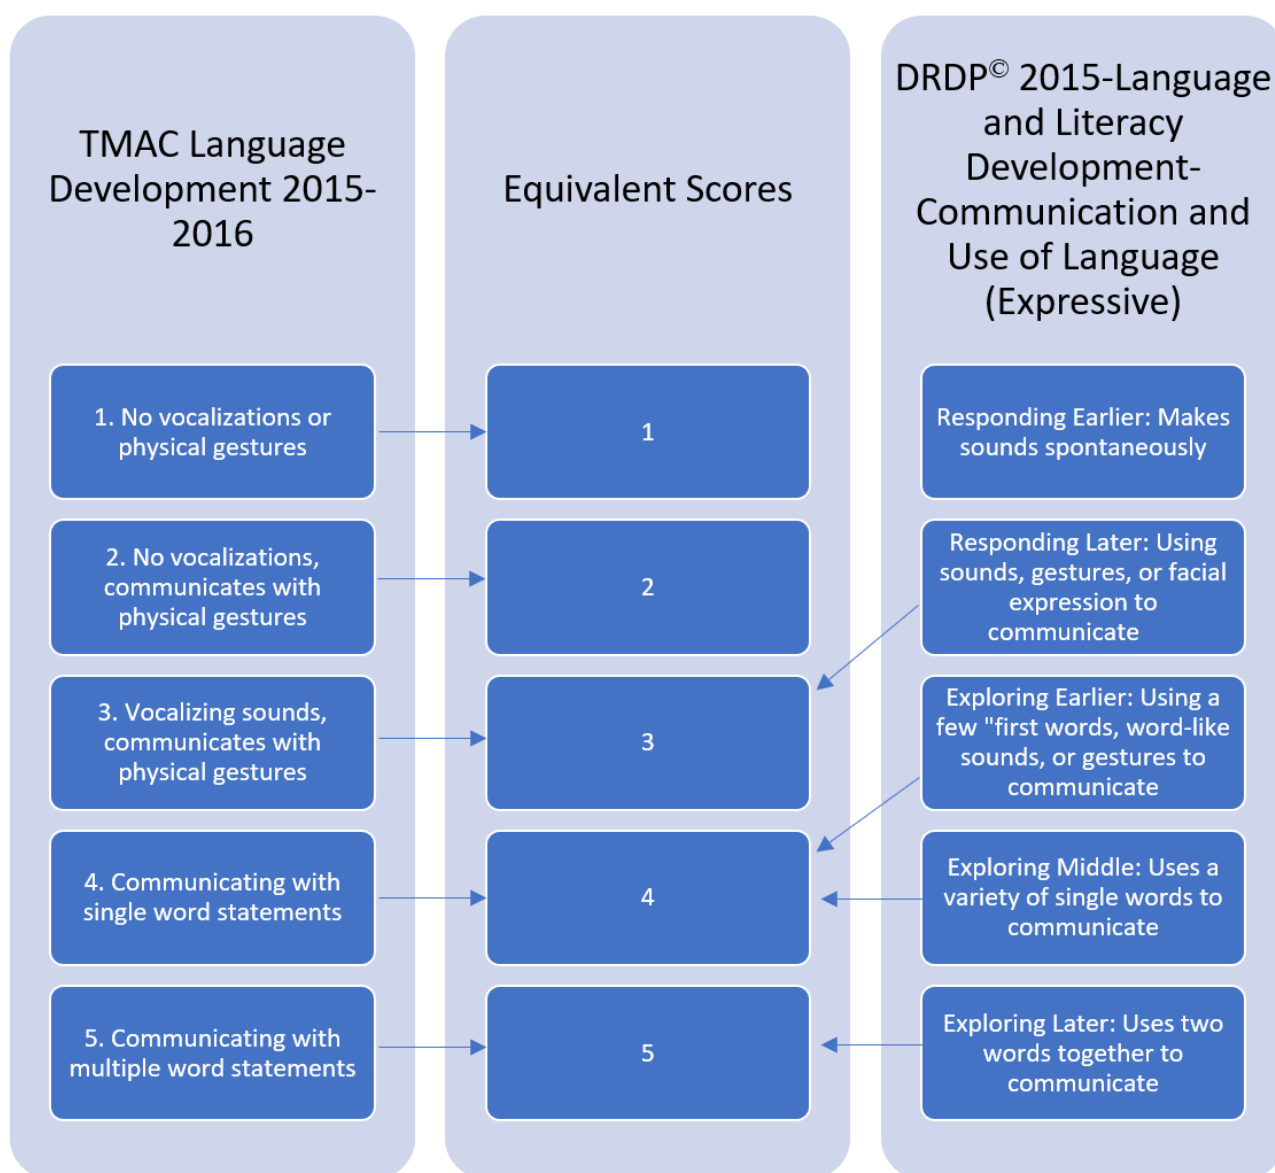 TMAC Language
Development 2015-
2016
1. No vocalizations or
physical gestures
2. No vocalizations,
communicates with
physical gestures
3. Vocalizing sounds,
communicates with
physical gestures
4. Communicating with
single word statements
5. Communicating with
multiple word statements
Equivalent Scores
1
2
3
4
5
DRDP© 2015-Language
and Literacy
Development-
Communication and
Use of Language
(Expressive)
Responding Earlier: Makes
sounds spontaneously
Responding Later: Using
sounds, gestures, or facial
expression to
communicate
Exploring Earlier: Using a
few "first words, word-like
sounds, or gestures to
communicate
Exploring Middle: Uses a
variety of single words to
communicate
Exploring Later: Uses two
words together to
communicate